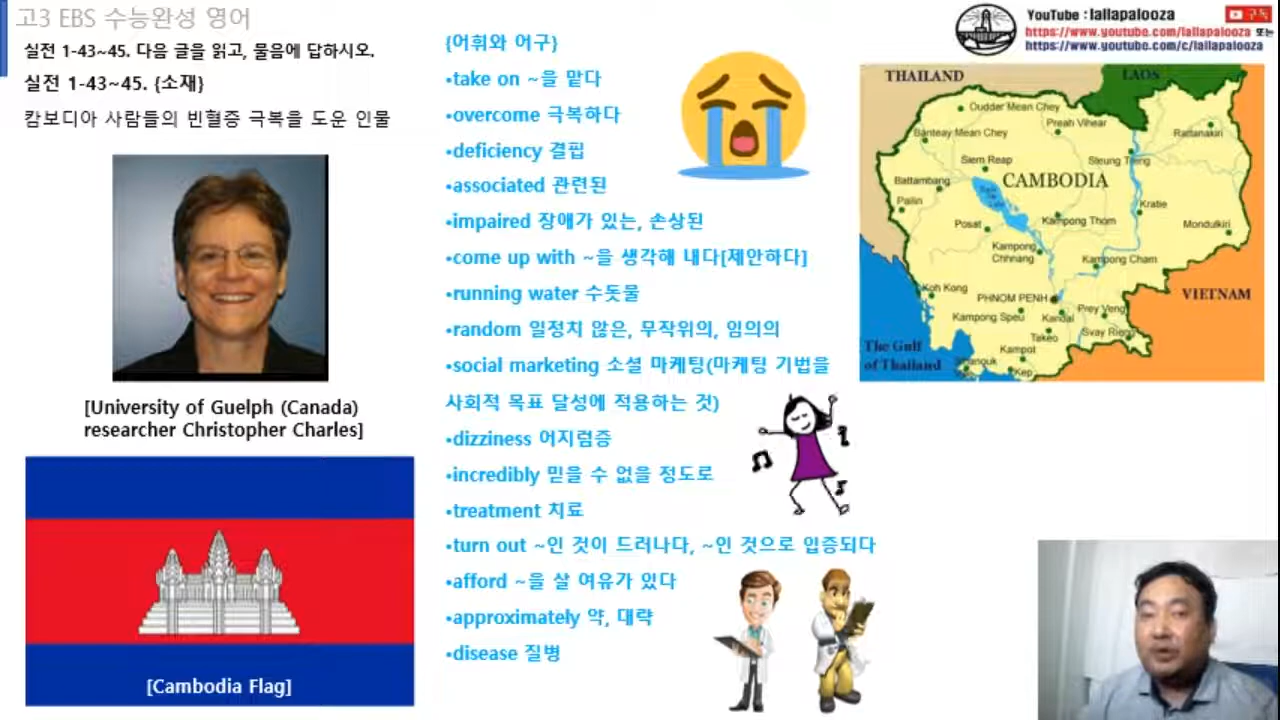 고3 EBS 수능완성 영어
실전 1-43~45. 다음 글을 읽고, 물음에 답하시오.
실전 1-43~45. {소재}
캄보디아 사람들의 빈혈증 극복을 도운 인물
[University of Guelph (Canada)
researcher Christopher Charles]
[Cambodia Flag]
{어휘와 어구}
•take on ~을 맡다
•overcome 극복하다
•deficiency 결핍
•associated 관련된
•impaired 장애가 있는, 손상된
•come up with ~을 생각해 내다[제안하다]
•running water 수돗물
•random 일정치 않은, 무작위의, 임의의
•social marketing 소셜 마케팅(마케팅 기법을
사회적 목표 달성에 적용하는 것)
•dizziness 어지럼증
•incredibly 믿을 수 없을 정도로
•treatment 치료
•turn out ~인 것이 드러나다, ~인 것으로 입증되다
•afford ~을 살 여유가 있다
•approximately 약, 대략
•disease 질병
YouTube : lallapalooza
구독
https://www.youtube.com/lallapalooza 또는
https://www.youtube.com/c/lallapalooza
THAILAND
LAOS
Oudder Mean Chey
Preah Vihear
Banteay Mean Chey
Ratanakiri
Siem Reap
Steung Treng
Battambang
CAMBODIA
Pailin
Kratie
Posat
Kampong Thom
Mondulkiri
Kampong
Chhnang
Kampong Cham
Koh Kong
PHNOM PENH
VIETNAM
Prey Veng
Kampong Speu
Kandal
Svay Rieng
Takeo
The Gulf
of Thailand
Kampot
Kep